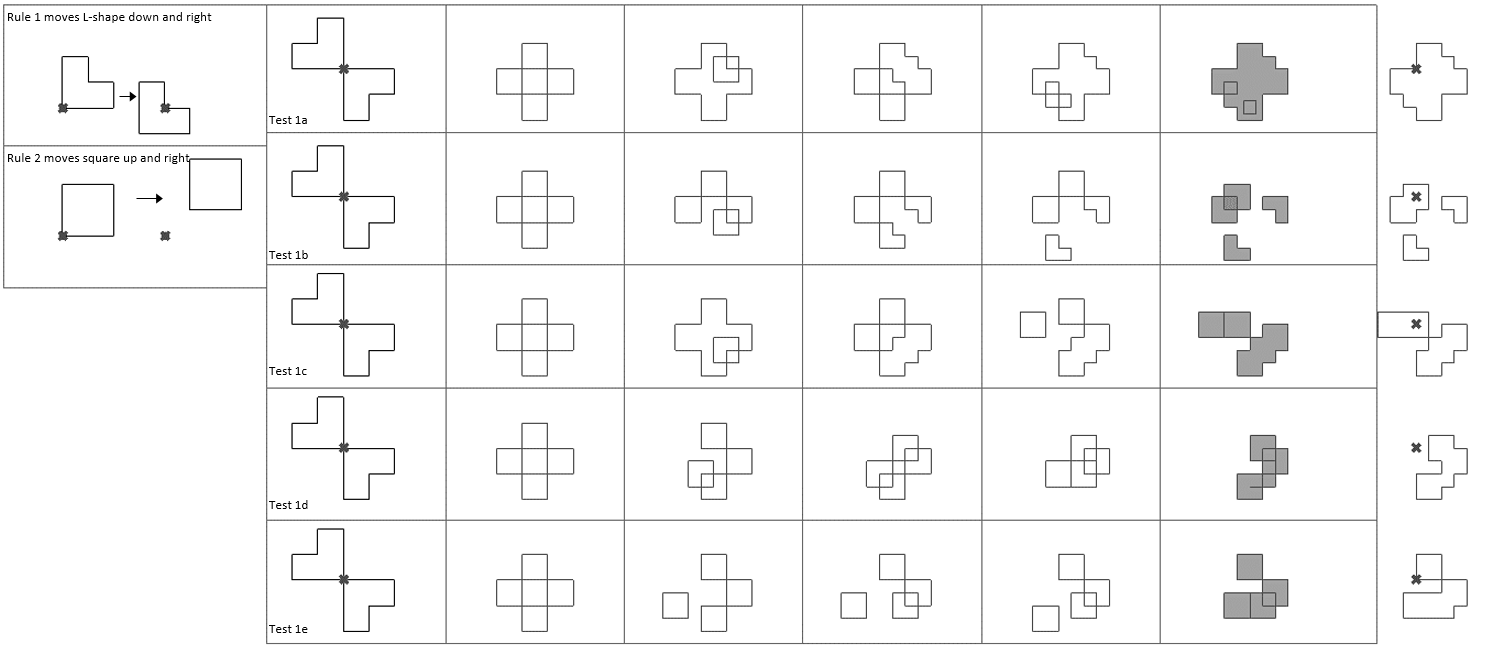 Rule 1 moves L-shape down and right
Test 1a
Rule 2 moves square up and right
Test 1b
Test 1c
Test 1d
Test 1e